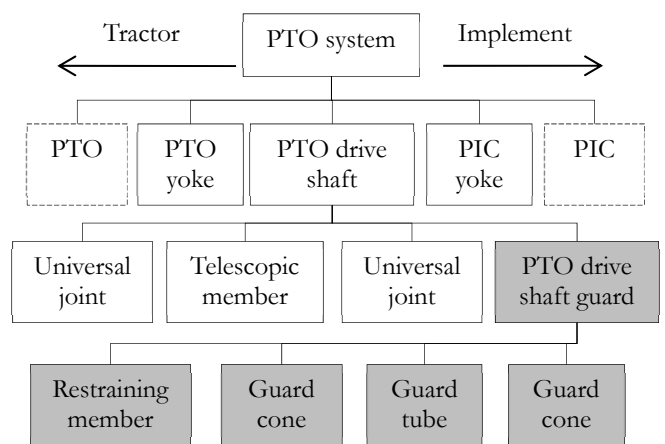 Tractor
PTO system
Implement
PTO
PTO
yoke
PTO drive
shaft
PIC
yoke
PIC
Universal
joint
Telescopic
member
Universal
joint
PTO drive
shaft guard
Restraining
member
Guard
cone
Guard
tube
Guard
cone